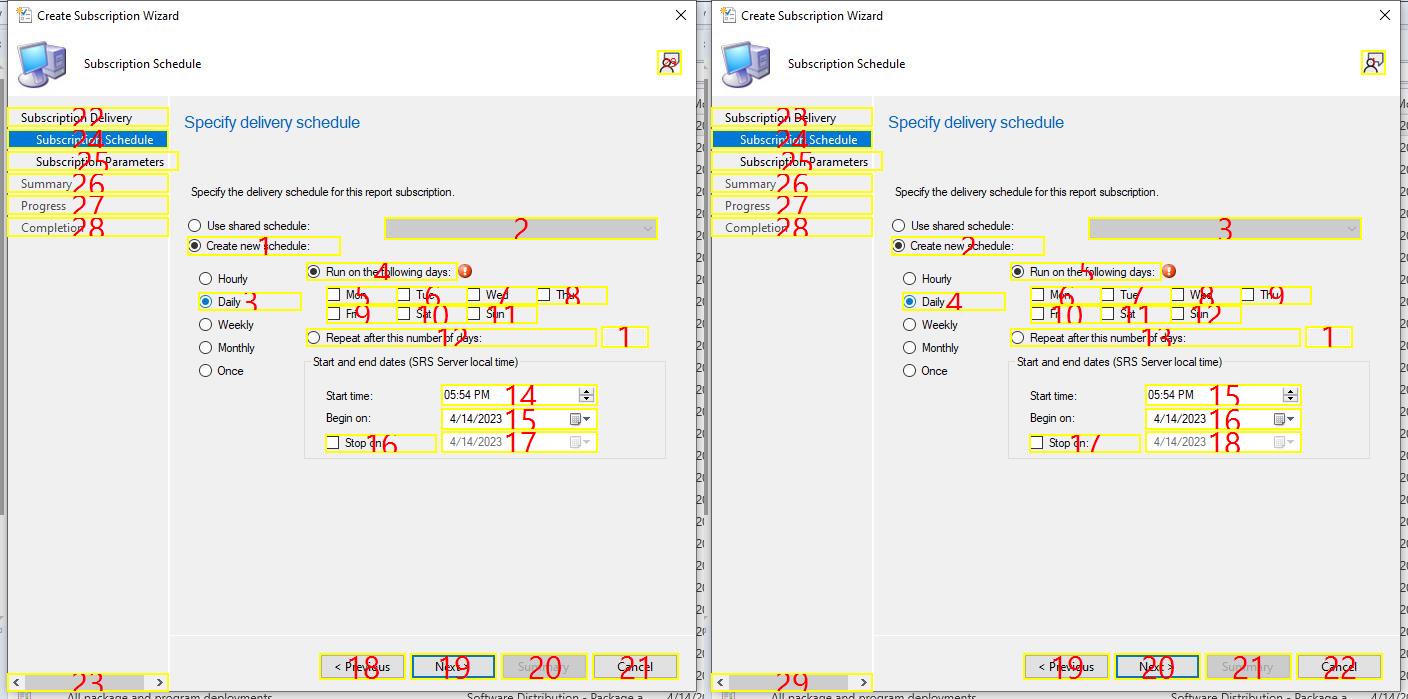 Create Subscription Wizard
Subscription Schedule
22
Subscription Delivery
24
Subscription Schedule
25
Subscription Parameters
26
Summary
27
Progress
28
Completion
23
Specify delivery schedule
Specify the delivery schedule for this report subscription.
Use shared schedule:
2
Create new schedule:
1
Hourly
Daily
3
Weekly
Monthly
Once
Run on the following days:
4
Mon
5
Tue
6
Wed
7
Thu
8
Fri
9
Sat
10
Sun
11
Repeat after this number of days:
12
1
Start and end dates (SRS Server local time)
Start time:
05:54 PM
14
Begin on:
4/14/2023
15
Stop on:
16
4/14/2023
17
< Previous
18
Next >
19
Summary
20
Cancel
21
All package and program deployments
Software Distribution - Package a
4/14/20
Create Subscription Wizard
Subscription Schedule
23
Subscription Delivery
24
Subscription Schedule
25
Subscription Parameters
26
Summary
27
Progress
28
Completion
29
Specify delivery schedule
Specify the delivery schedule for this report subscription.
Use shared schedule:
3
Create new schedule:
2
Hourly
Daily
4
Weekly
Monthly
Once
Run on the following days:
5
Mon
6
Tue
7
Wed
8
Thu
9
Fri
10
Sat
11
Sun
12
Repeat after this number of days:
13
1
Start and end dates (SRS Server local time)
Start time:
05:54 PM
15
Begin on:
4/14/2023
16
Stop on:
17
4/14/2023
18
< Previous
19
Next >
20
Summary
21
Cancel
22
All package and program deployments
Software Distribution - Package a